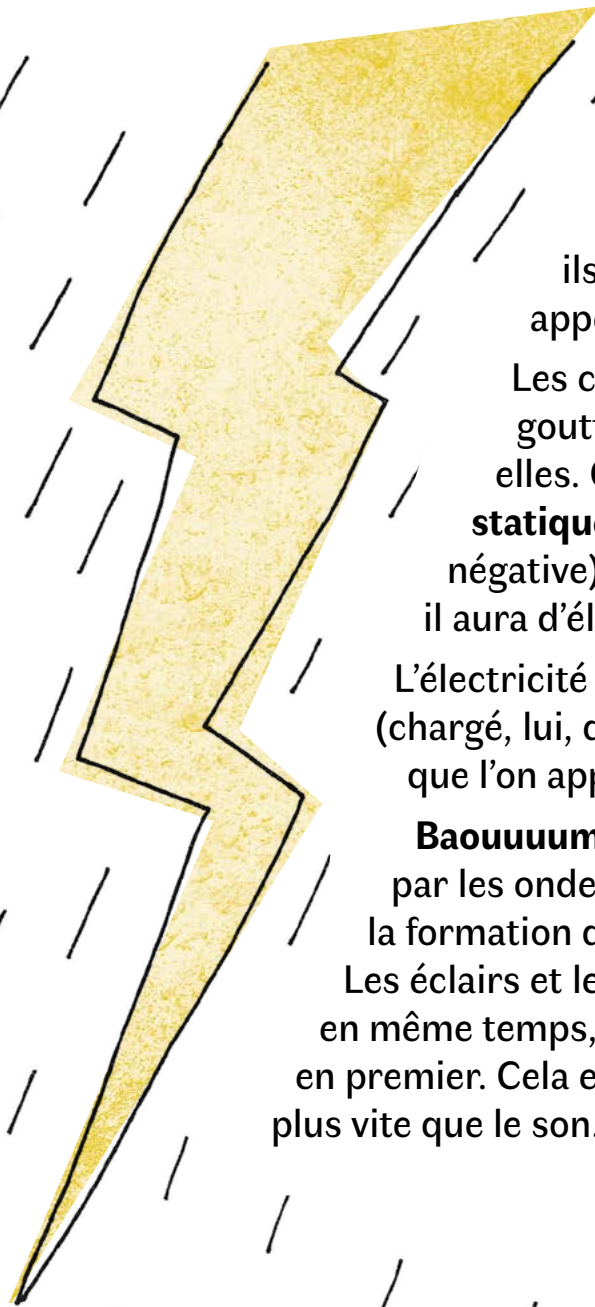 ils
appe
Les c
goutt
elles. C
statique
négative)
il aura d’él
L’électricité
(chargé, lui, d
que l’on app
Baouuuum
par les onde
la formation d
Les éclairs et le
en même temps,
en premier. Cela e
plus vite que le son.